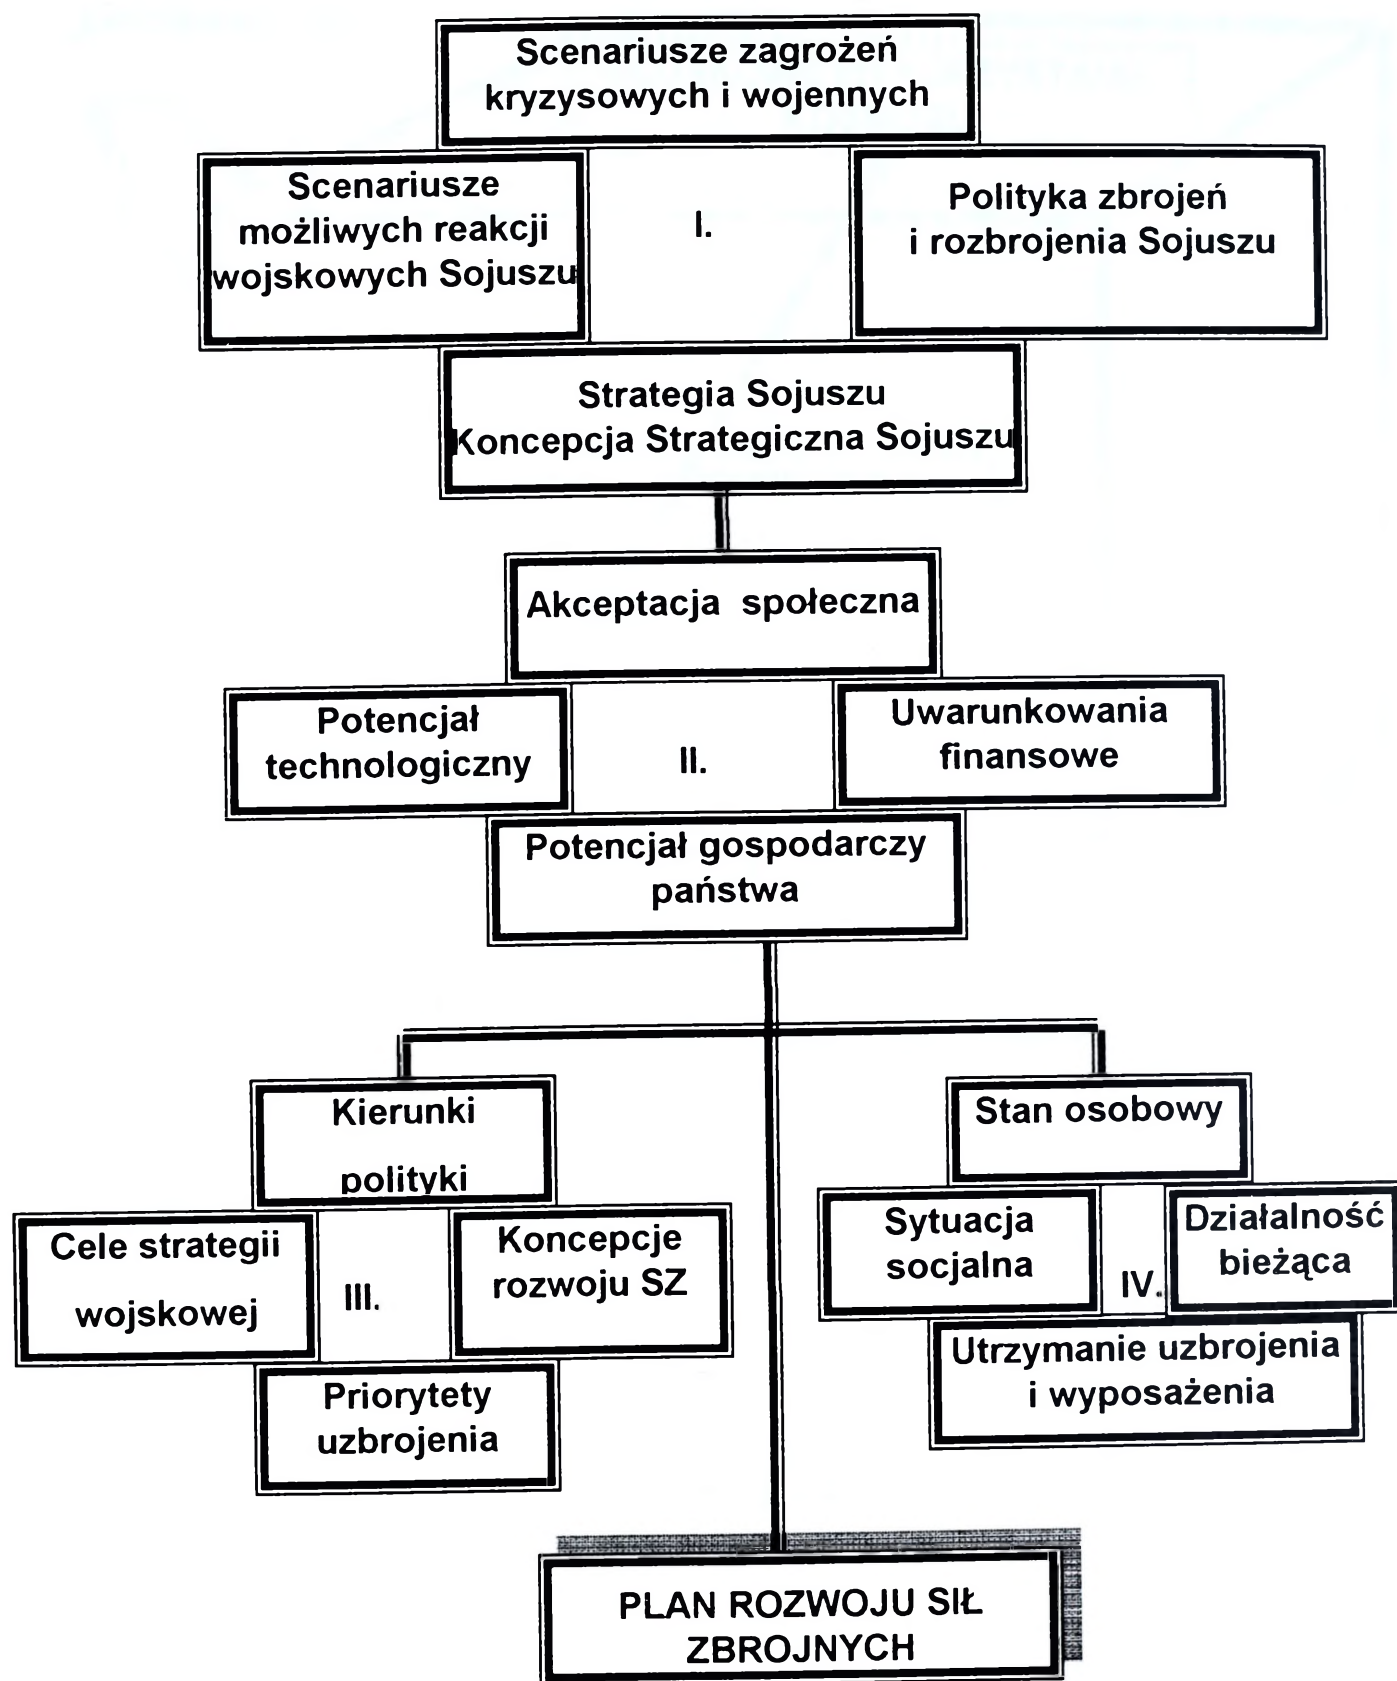 Scenariusze zagrożeń
kryzysowych i wojennych
Scenariusze
możliwych reakcji
wojskowych Sojuszu
I.
Polityka zbrojeń
i rozbrojenia Sojuszu
Strategia Sojuszu
Koncepcja Strategiczna Sojuszu
Akceptacja społeczna
Potencjał
technologiczny
II.
Uwarunkowania
finansowe
Potencjał gospodarczy
państwa
Kierunki
polityki
Cele strategii
wojskowej
III.
Koncepcje
rozwoju SZ
Priorytety
uzbrojenia
Stan osobowy
Sytuacja
socjalna
IV.
Działalność
bieżąca
Utrzymanie uzbrojenia
i wyposażenia
PLAN ROZWOJU SIŁ
ZBROJNYCH